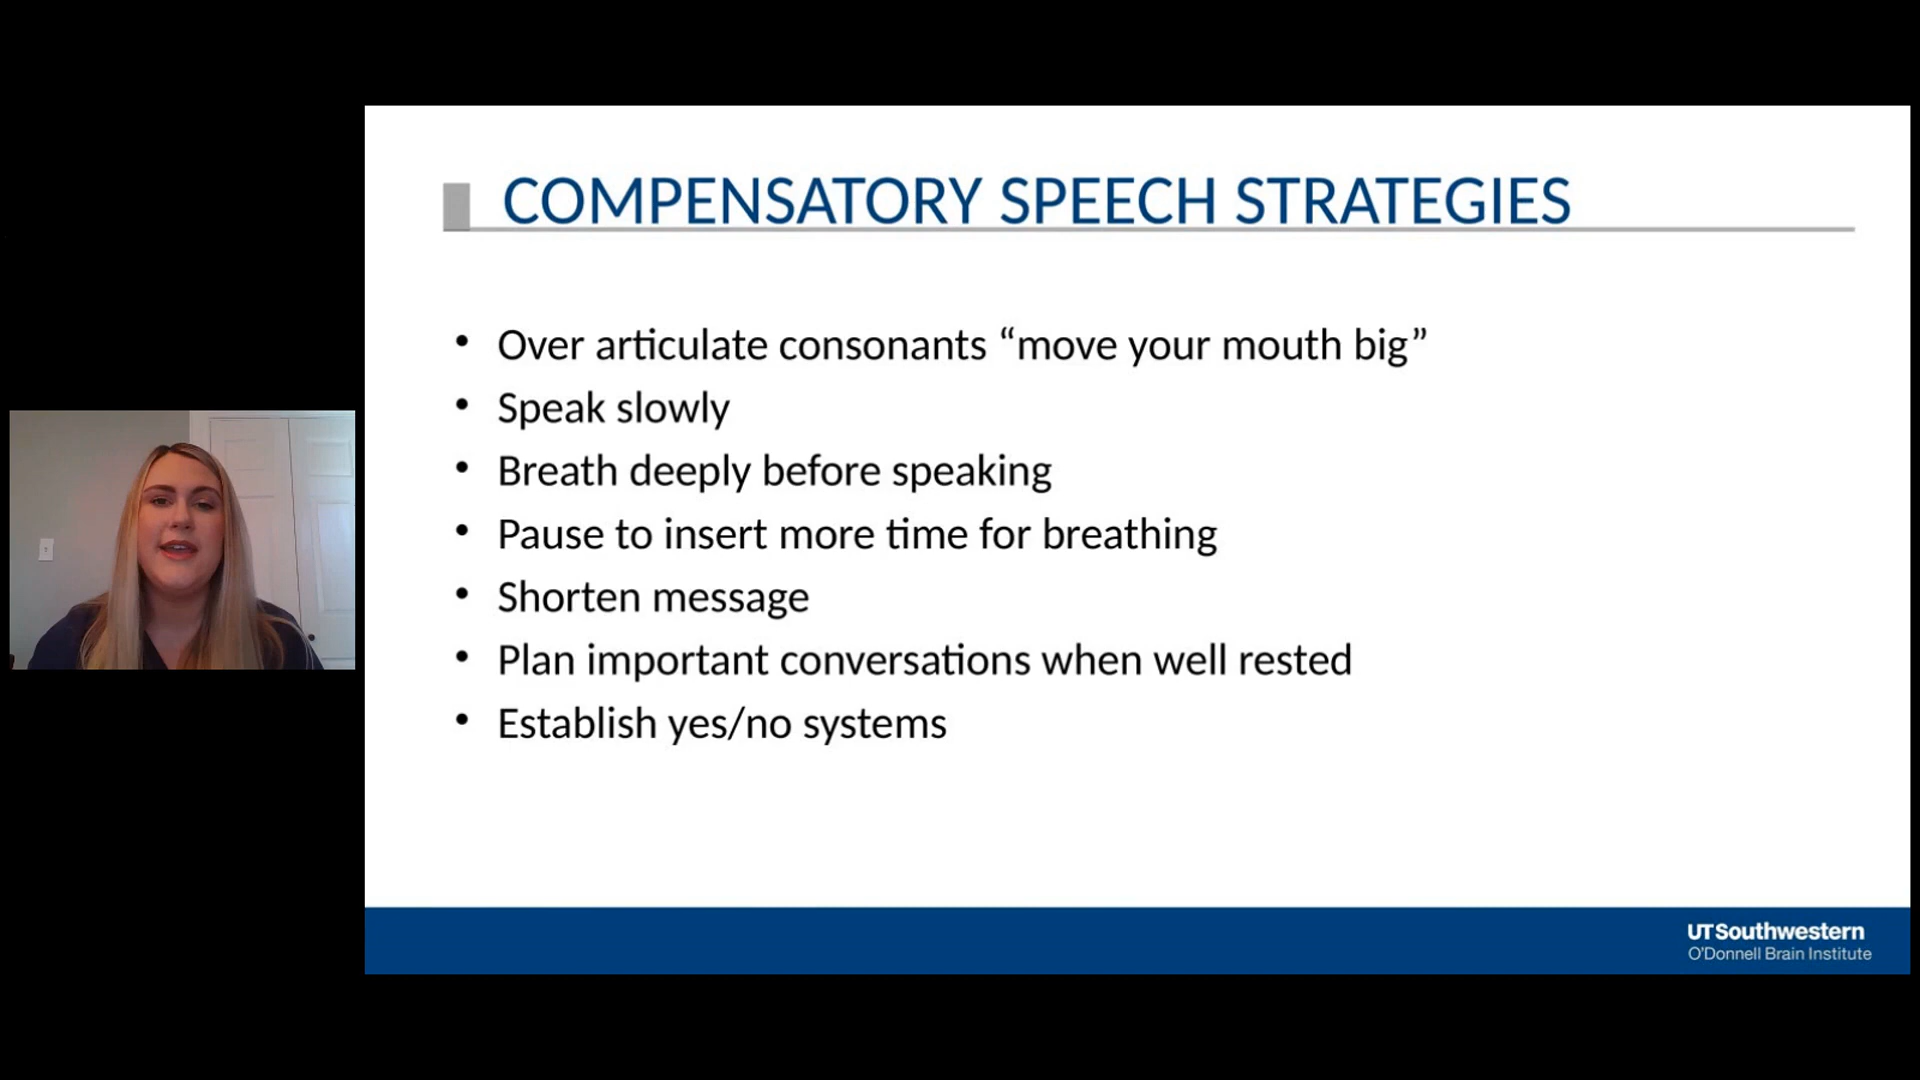 COMPENSATORY SPEECH STRATEGIES
• Over articulate consonants “move your mouth big”
• Speak slowly
• Breath deeply before speaking
• Pause to insert more time for breathing
• Shorten message
• Plan important conversations when well rested
• Establish yes/no systems
UTSouthwestern
O'Donnell Brain Institute